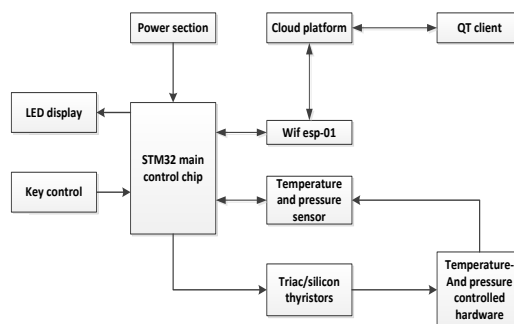 Power section
Cloud platform
QT client
LED display
STM32 main
control chip
Wif esp-01
Key control
Temperature
and pressure
sensor
Triac/silicon
thyristors
Temperature-
And pressure
controlled
hardware